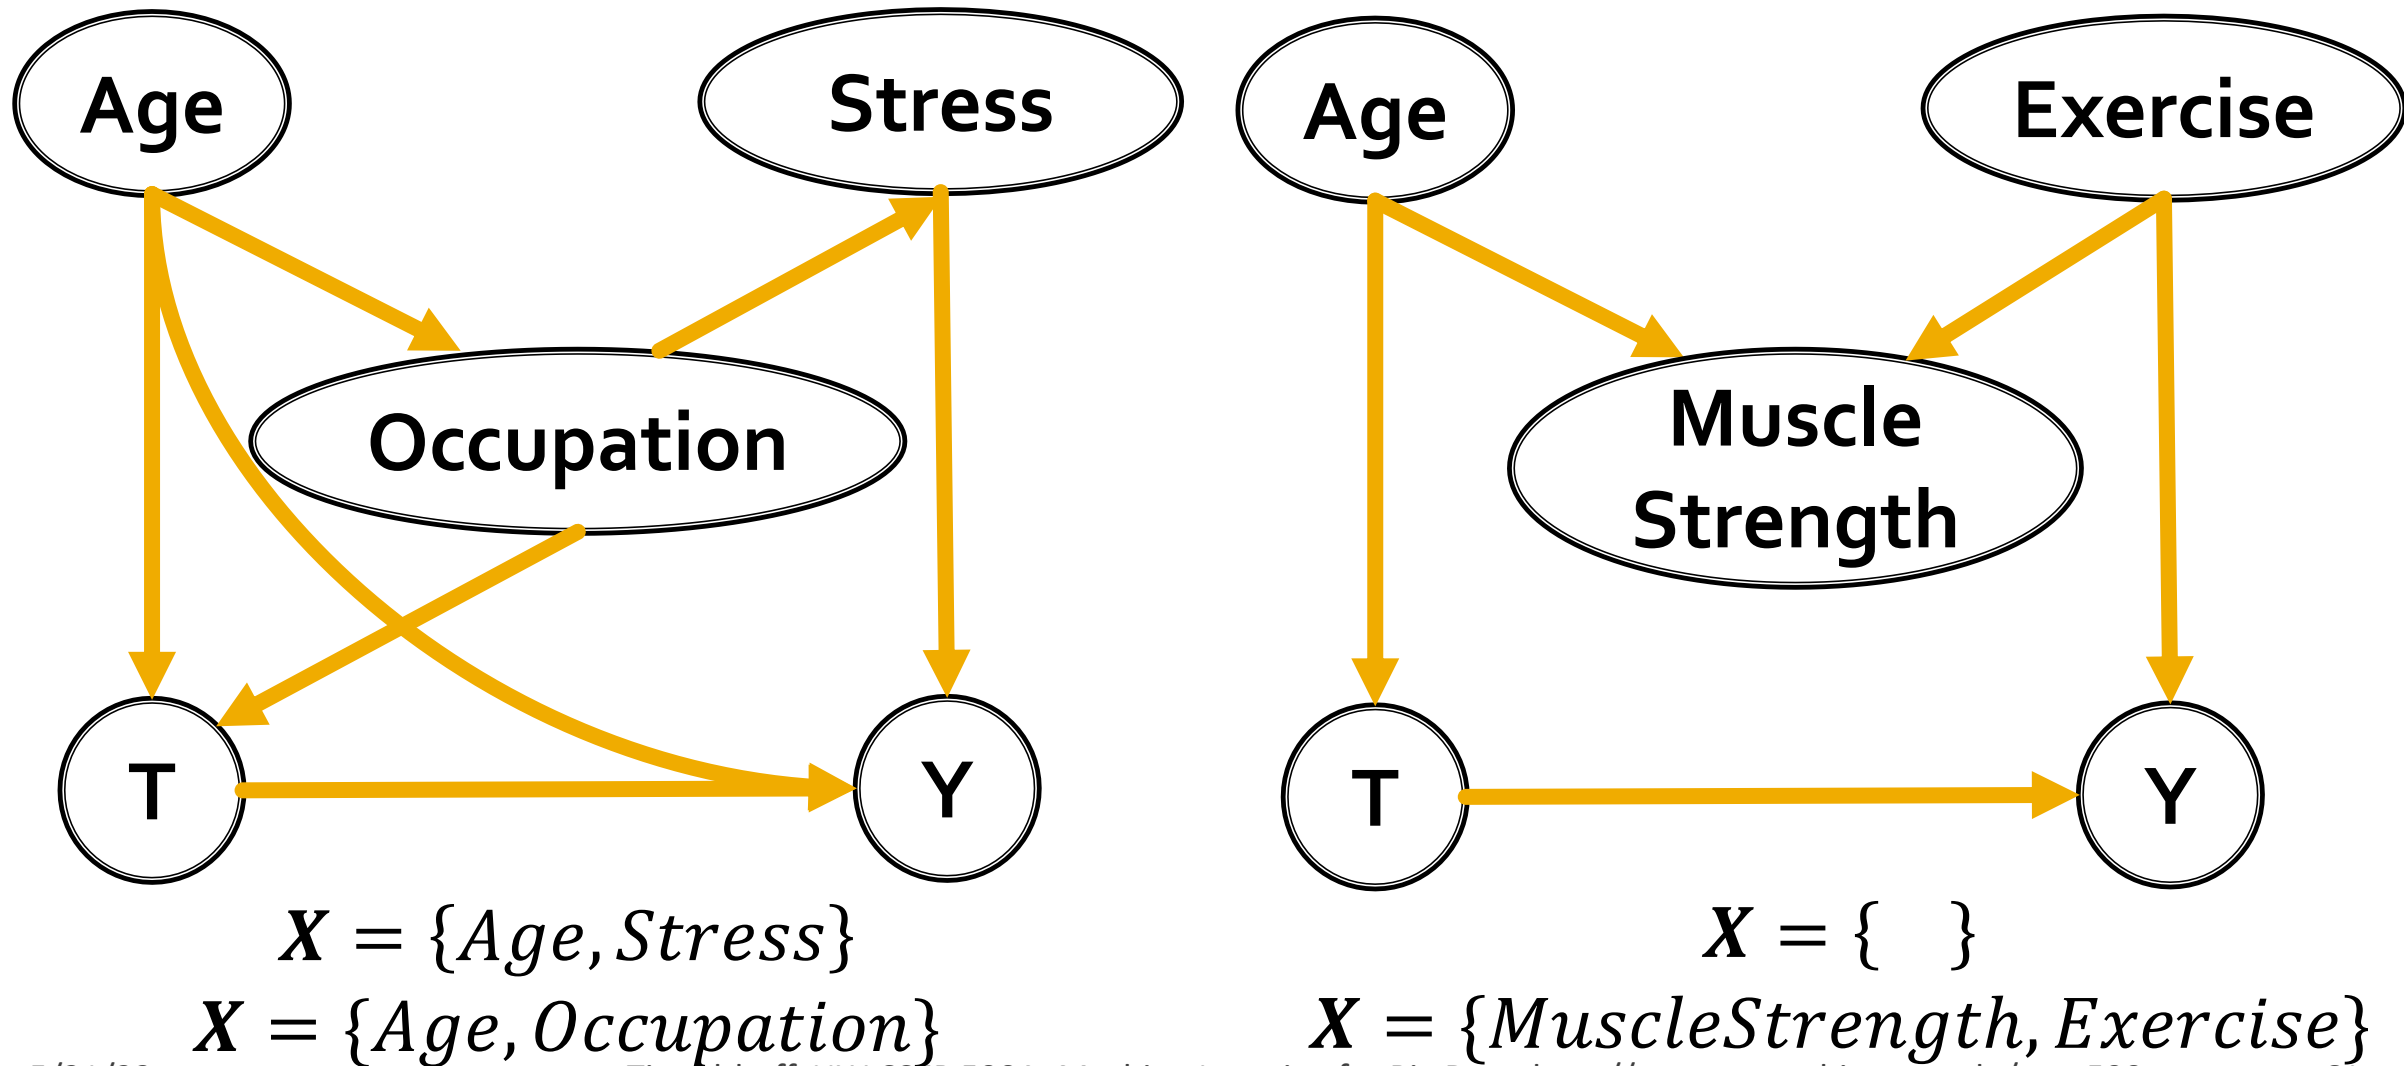 Age
Stress
Occupation
T
Y
X = {Age, Stress}
X = {Age, Occupation}
Age
Exercise
Muscle
Strength
T
Y
X = { }
X = {MuscleStrength, Exercise}